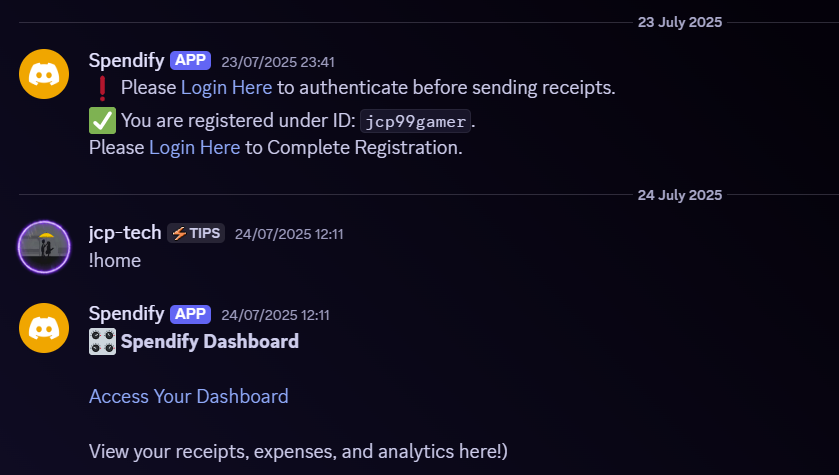 23 July 2025
Spendify APP 23/07/2025 23:41
❗ Please Login Here to authenticate before sending receipts.
✅ You are registered under ID: jcp99gamer.
Please Login Here to Complete Registration.
24 July 2025
jcp-tech TIPS 24/07/2025 12:11
!home
Spendify APP 24/07/2025 12:11
🎛️ Spendify Dashboard
Access Your Dashboard
View your receipts, expenses, and analytics here!)